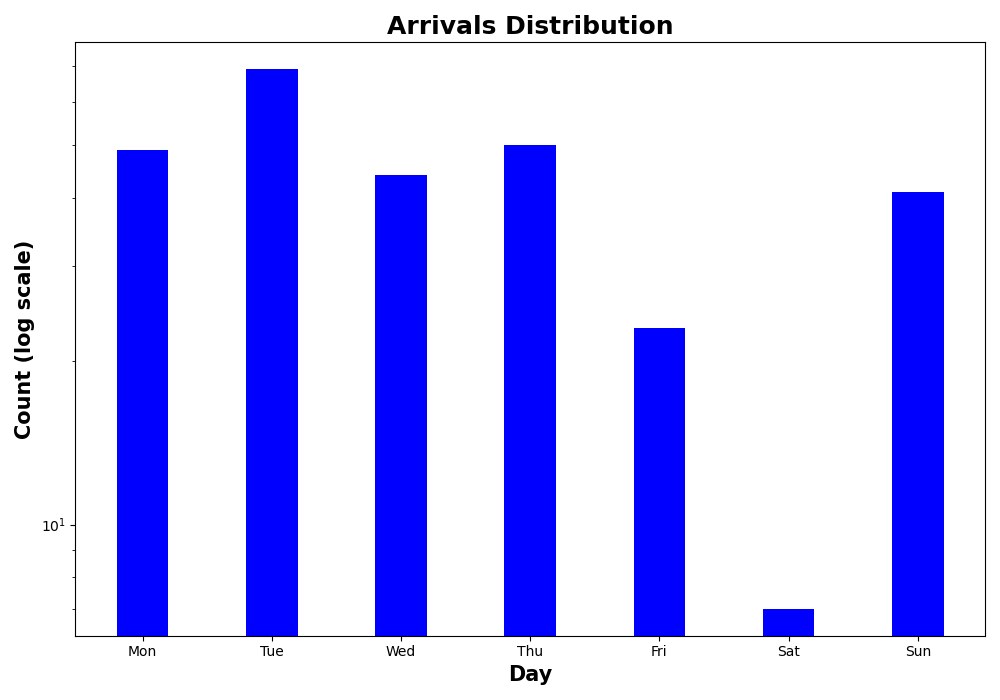 Arrivals Distribution
Count (log scale)
10¹
Mon Tue Wed Thu Fri Sat Sun
Day